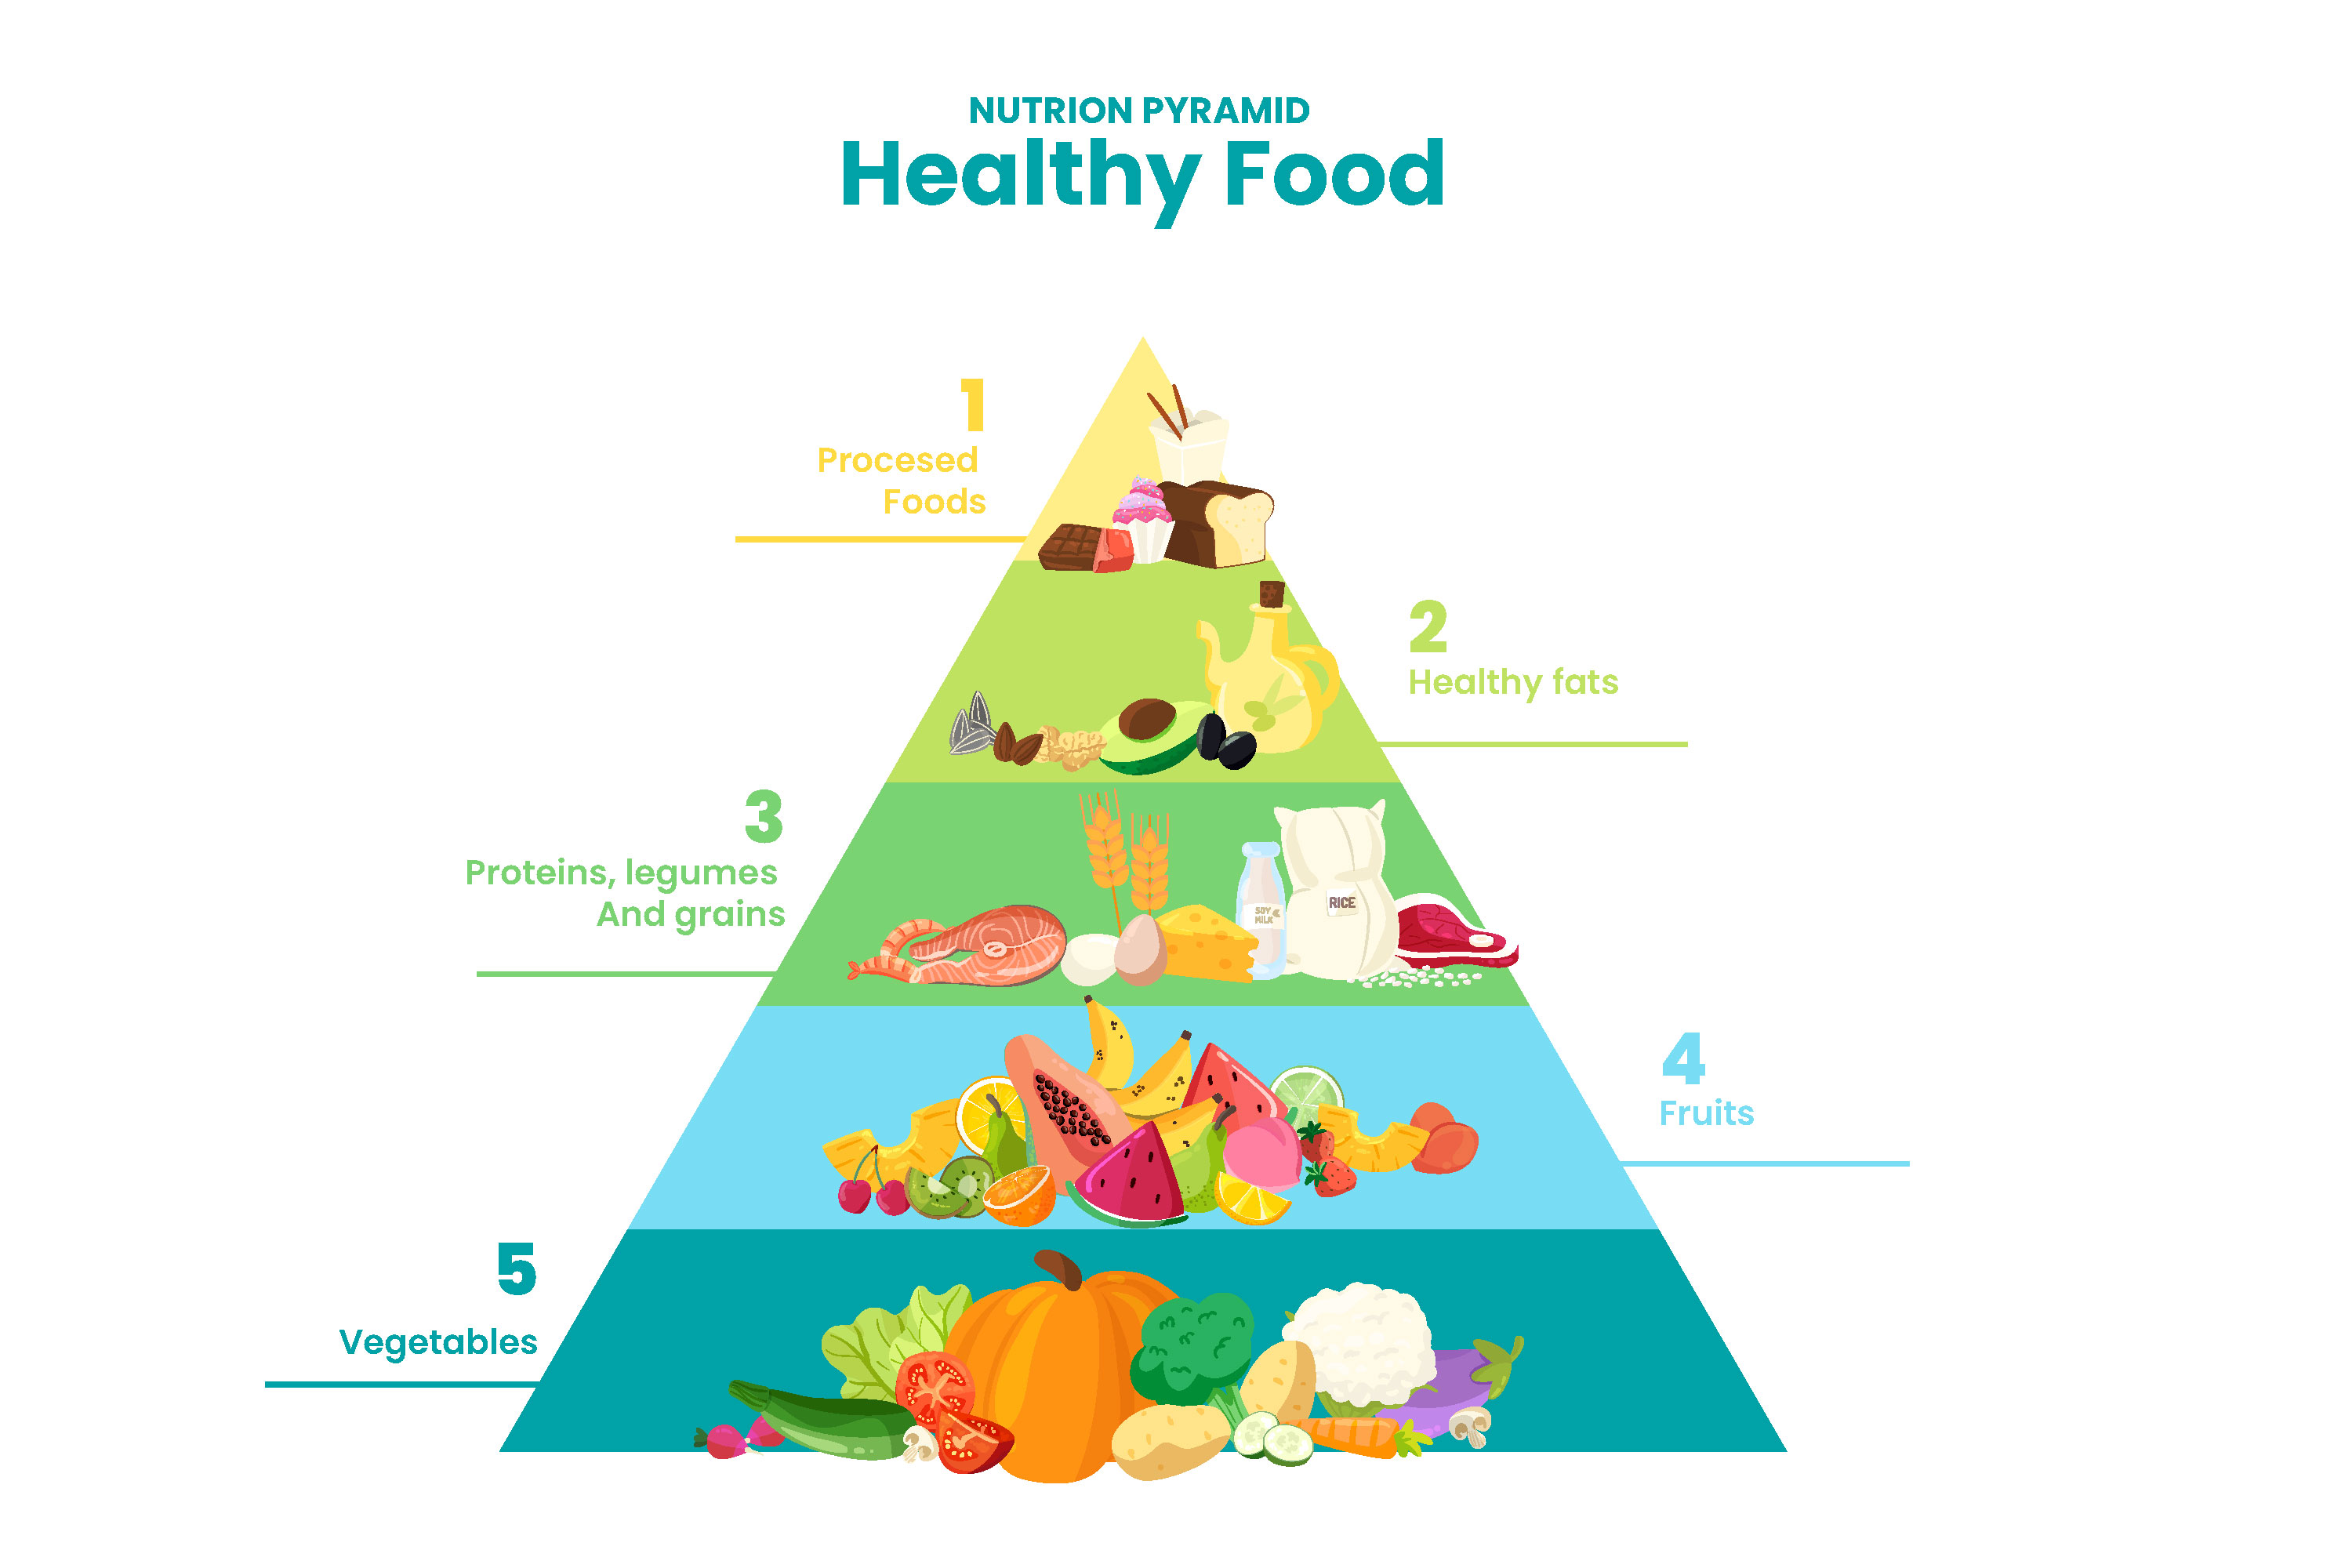 NUTRION PYRAMID
Healthy Food
1
Procesed
Foods
2
Healthy fats
3
Proteins, legumes
And grains
SOY
MILK
RICE
4
Fruits
5
Vegetables